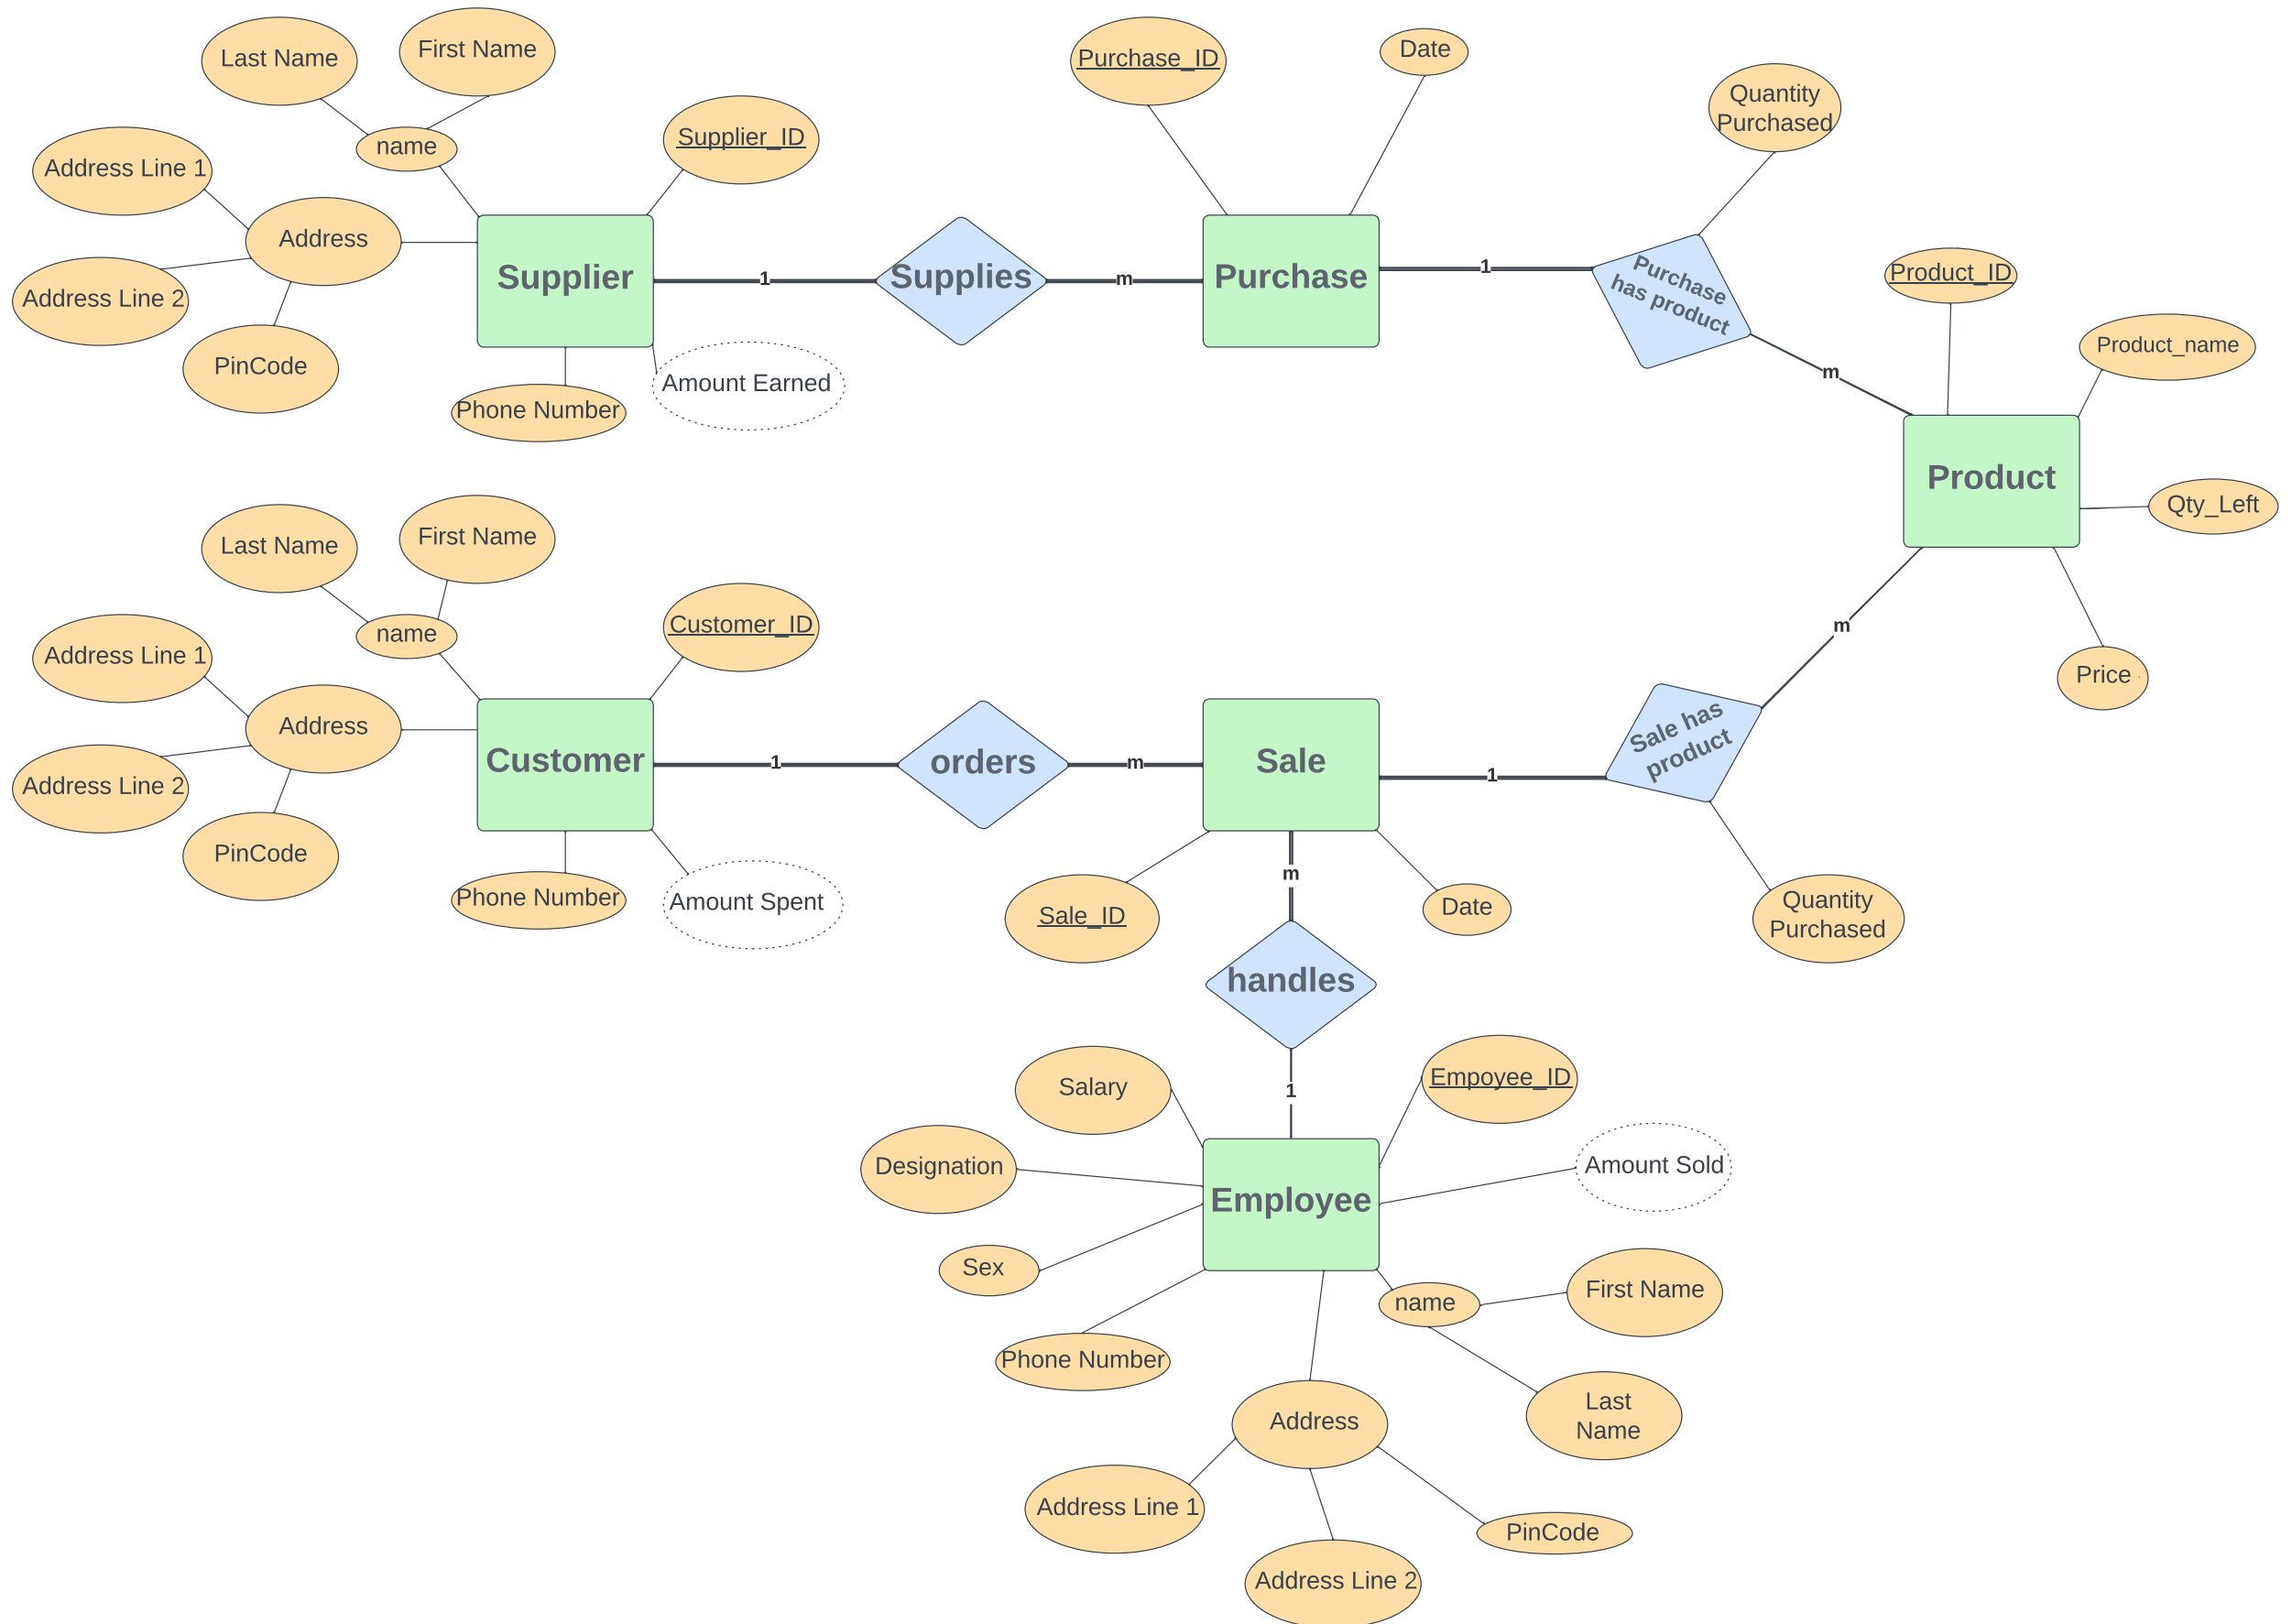 Last Name
First Name
Purchase_ID
Date
Quantity
Purchased
name
Supplier_ID
Address Line 1
Address
Supplier
1
Supplies
m
Purchase
1
Purchase
has product
Product_ID
Address Line 2
PinCode
Phone Number
Amount Earned
m
Product_name
Product
Qty_Left
Last Name
First Name
name
Customer_ID
Address Line 1
Address
m
Price
Customer
1
orders
m
Sale
1
Sale has
product
Address Line 2
PinCode
Phone Number
Amount Spent
m
Sale_ID
Date
Quantity
Purchased
handles
1
Salary
Empoyee_ID
Designation
Employee
Amount Sold
Sex
name
First Name
Phone Number
Last
Name
Address
Address Line 1
PinCode
Address Line 2